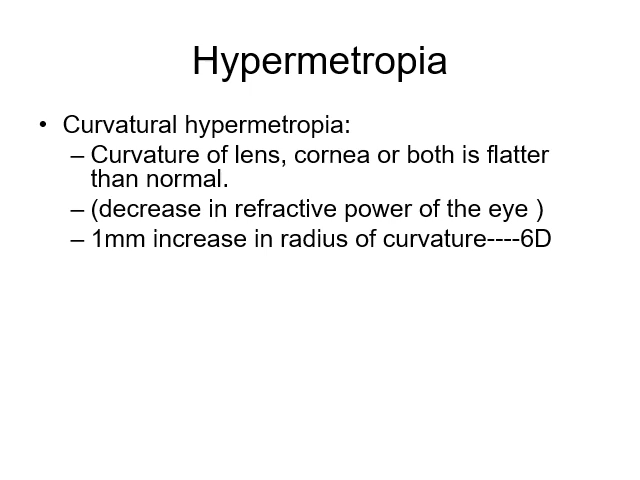 Hypermetropia
• Curvatural hypermetropia:
– Curvature of lens, cornea or both is flatter
than normal.
– (decrease in refractive power of the eye )
– 1mm increase in radius of curvature----6D